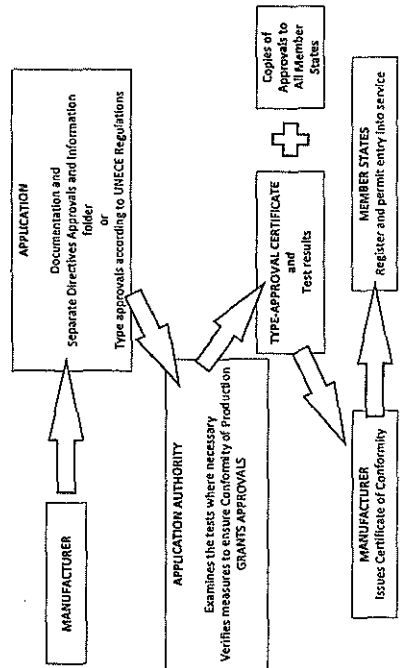 MANUFACTURER
APPLICATION
Documentation and
Separate Directives Approvals and Information
folder
or
Type approvals according to UNECE Regulations
APPLICATION AUTHORITY
Examines the tests where necessary
Verifies measures to ensure Conformity of Production
GRANTS APPROVALS
TYPE-APPROVAL CERTIFICATE
and
Test results
Copies of
Approvals to
All Member
States
MANUFACTURER
Issues Certificate of Conformity
MEMBER STATES
Register and permit entry into service